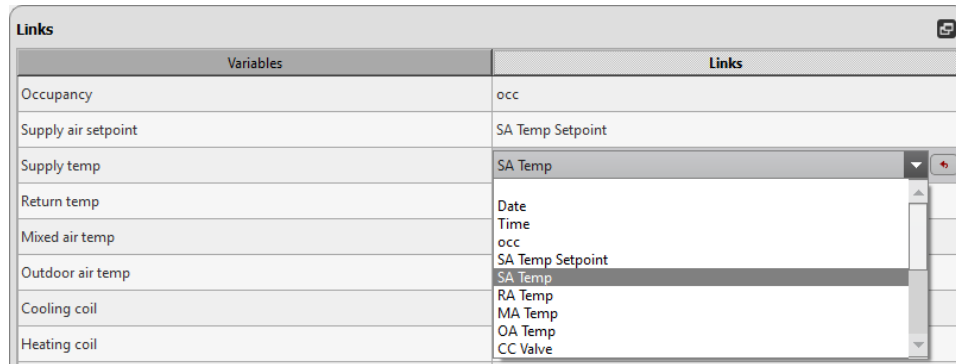 Links
Variables Links
Occupancy occ
Supply air setpoint SA Temp Setpoint
Supply temp SA Temp
Return temp
Mixed air temp
Outdoor air temp
Cooling coil
Heating coil
Date
Time
occ
SA Temp Setpoint
SA Temp
RA Temp
MA Temp
OA Temp
CC Valve